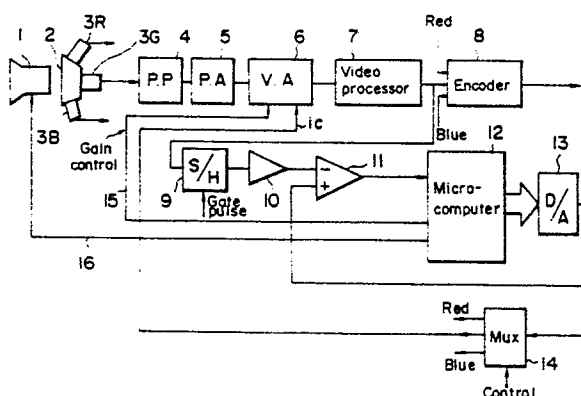 3R
1
2
3G
4
5
6
7
Red
8
P.P
P.A
V.A
Video
processor
Encoder
3B
Gain
control
ic
Blue
12
11
13
S/H
-
+
Micro-
computer
D/A
9
10
15
Gate
pulse
16
Red
Mux
Blue
14
Control